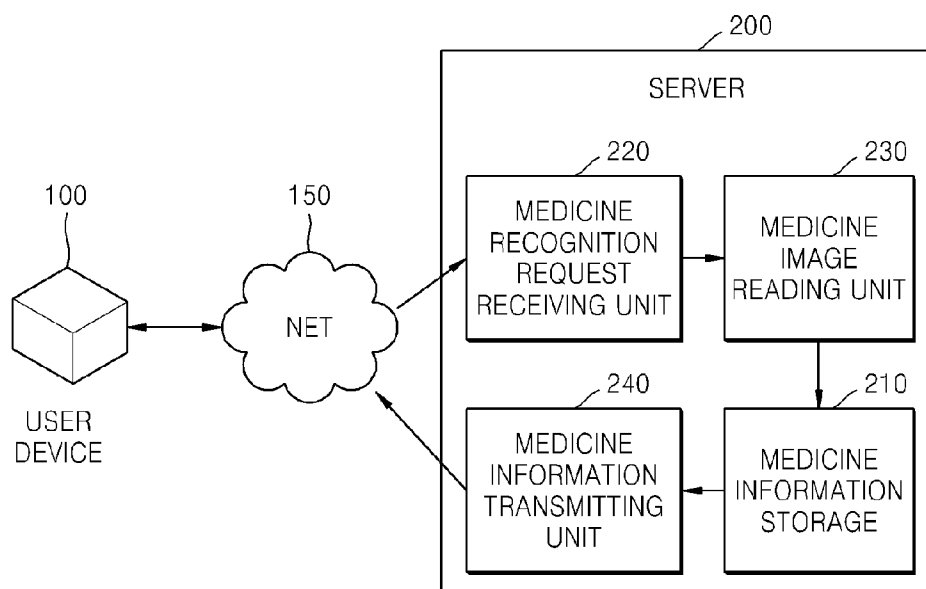 200
SERVER
220
230
MEDICINE
RECOGNITION
REQUEST
RECEIVING UNIT
MEDICINE
IMAGE
READING UNIT
100
150
NET
USER
DEVICE
240
210
MEDICINE
INFORMATION
TRANSMITTING
UNIT
MEDICINE
INFORMATION
STORAGE